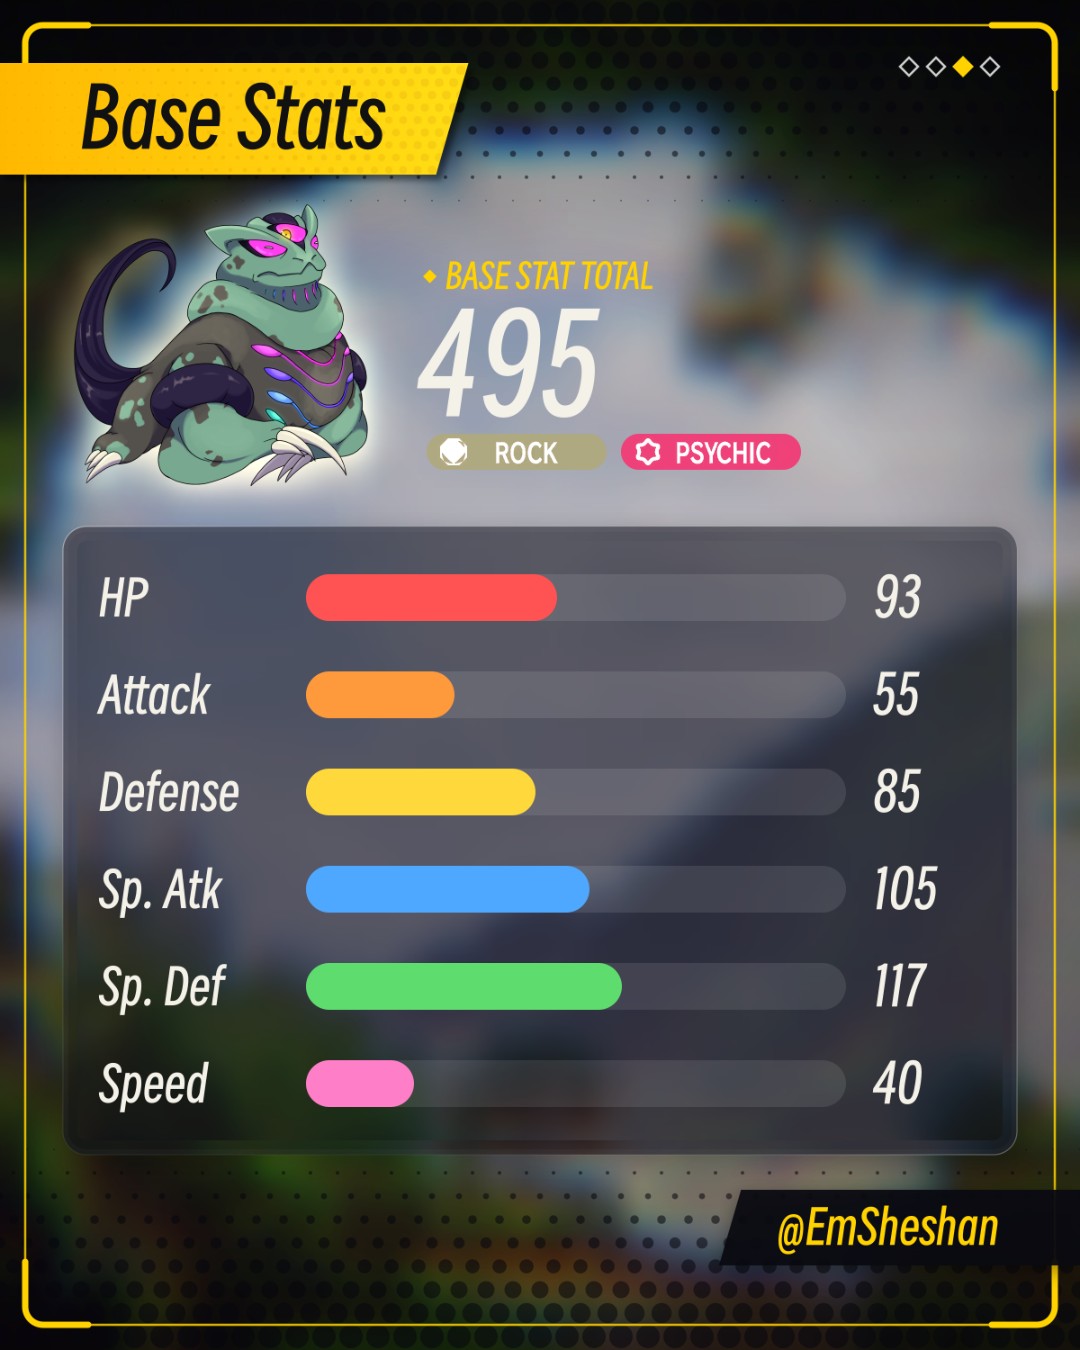 Base Stats
BASE STAT TOTAL
495
ROCK PSYCHIC
HP 93
Attack 55
Defense 85
Sp. Atk 105
Sp. Def 117
Speed 40
@EmSheshan